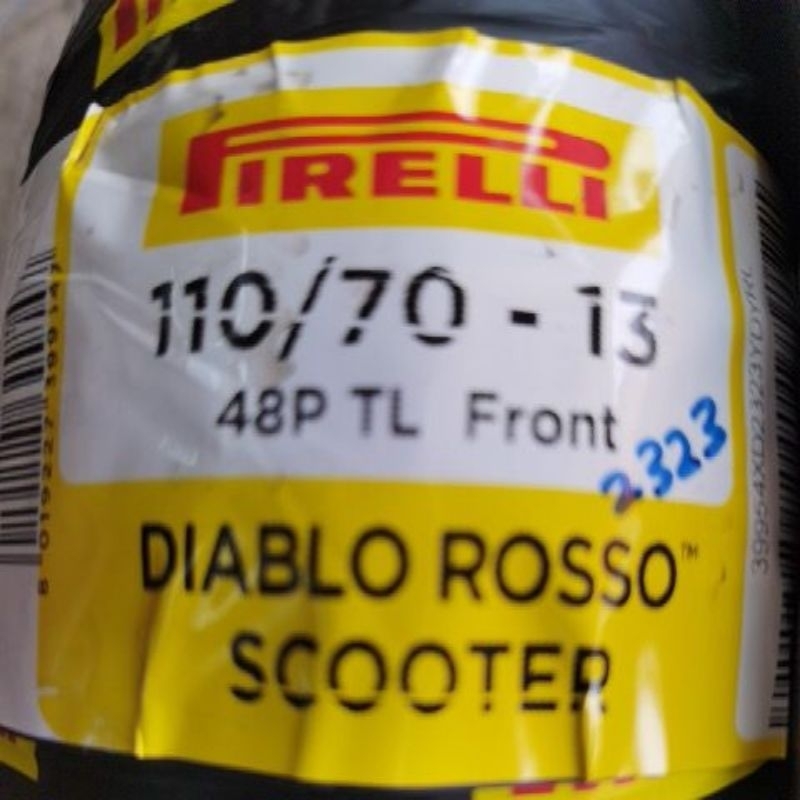 PIRELLI
110/70 - 13
48P TL Front
2323
DIABLO ROSSO™
SCOOTER